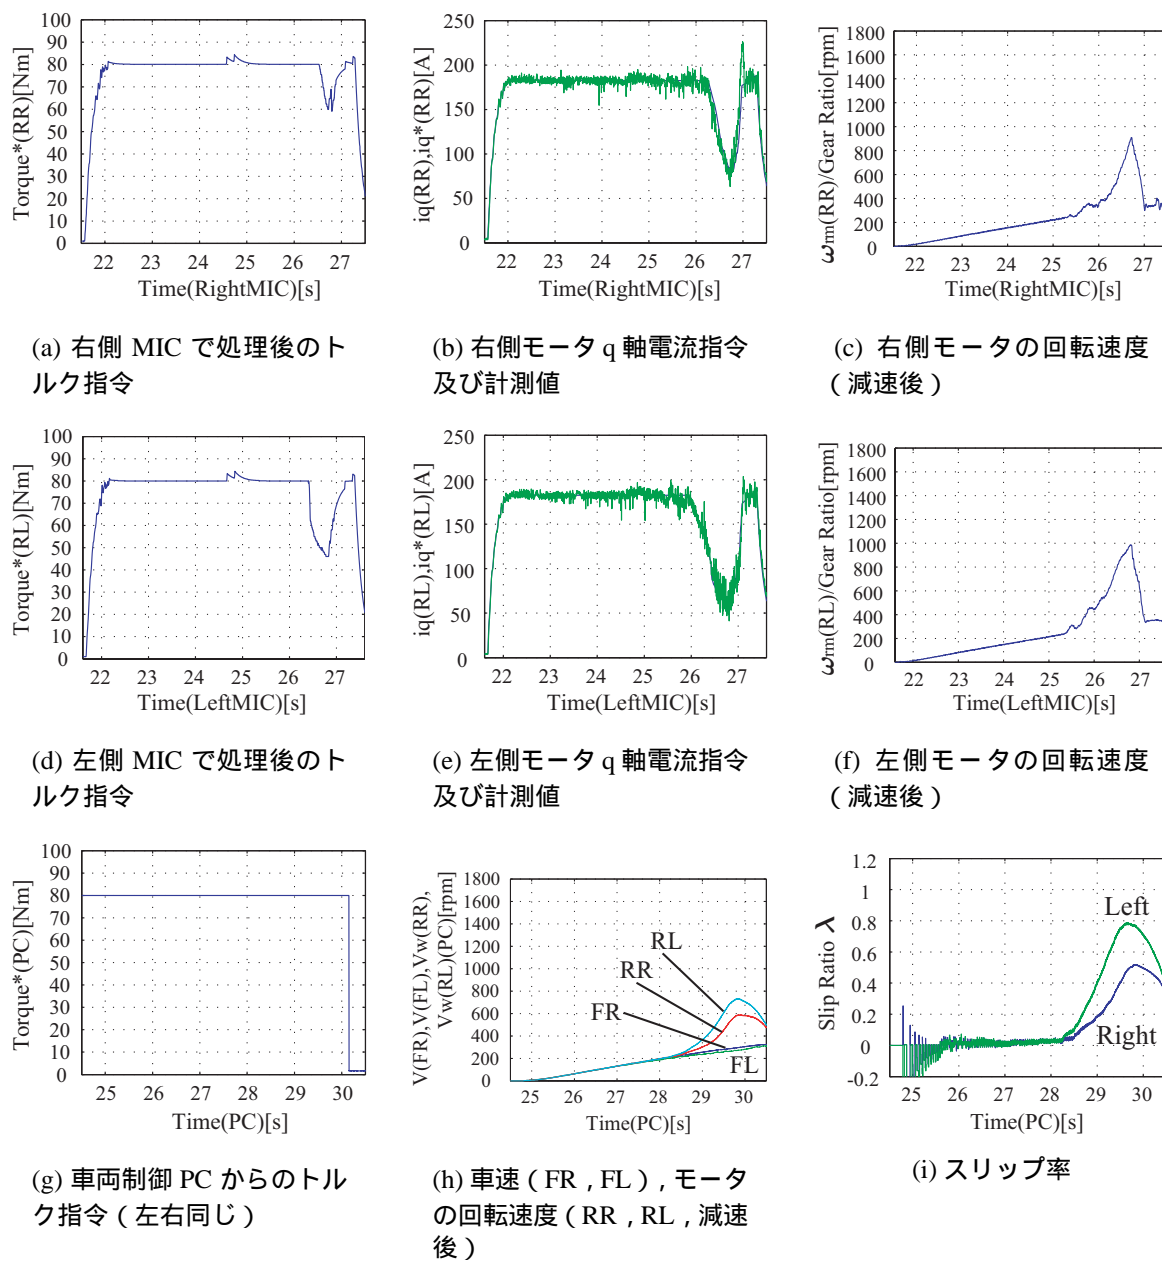 100
90
80
70
60
50
40
30
20
10
0
Torque*(RR)[Nm]
22 23 24 25 26 27
Time(RightMIC)[s]
(a) 右側 MIC で処理後のト
ルク指令
250
200
150
100
50
0
iq(RR),iq*(RR)[A]
22 23 24 25 26 27
Time(RightMIC)[s]
(b) 右側モータ q 軸電流指令
及び計測値
1800
1600
1400
1200
1000
800
600
400
200
0
ωrm(RR)/Gear Ratio[rpm]
22 23 24 25 26 27
Time(RightMIC)[s]
(c) 右側モータの回転速度
（減速後）
100
90
80
70
60
50
40
30
20
10
0
Torque*(RL)[Nm]
22 23 24 25 26 27
Time(LeftMIC)[s]
(d) 左側 MIC で処理後のト
ルク指令
250
200
150
100
50
0
iq(RL),iq*(RL)[A]
22 23 24 25 26 27
Time(LeftMIC)[s]
(e) 左側モータ q 軸電流指令
及び計測値
1800
1600
1400
1200
1000
800
600
400
200
0
ωrm(RL)/Gear Ratio[rpm]
22 23 24 25 26 27
Time(LeftMIC)[s]
(f) 左側モータの回転速度
（減速後）
100
90
80
70
60
50
40
30
20
10
0
Torque*(PC)[Nm]
25 26 27 28 29 30
Time(PC)[s]
(g) 車両制御 PC からのトル
ク指令（左右同じ）
1800
1600
1400
1200
1000
800
600
400
200
0
V(FR),V(FL),Vw(RR),
Vw(RL)(PC)[rpm]
RL
RR
FR
FL
25 26 27 28 29 30
Time(PC)[s]
(h) 車速（FR , FL）, モータ
の回転速度（RR , RL , 減速
後）
1.2
1
0.8
0.6
0.4
0.2
0
-0.2
Slip Ratio λ
Left
Right
25 26 27 28 29 30
Time(PC)[s]
(i) スリップ率